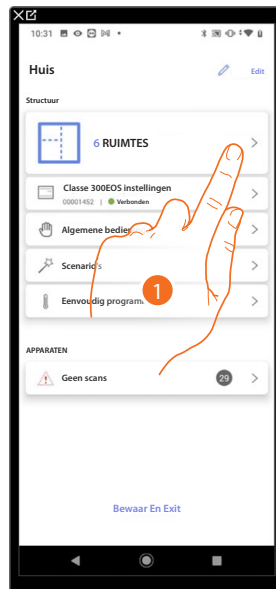 10:31
Huis
Edit
Structuur
6 RUIMTES
Classe 300EOS instellingen
00001452 | Verbonden
Algemene bedie
Scenario's
Eenvoudig program
1
APPARATEN
Geen scans
29
Bewaar En Exit